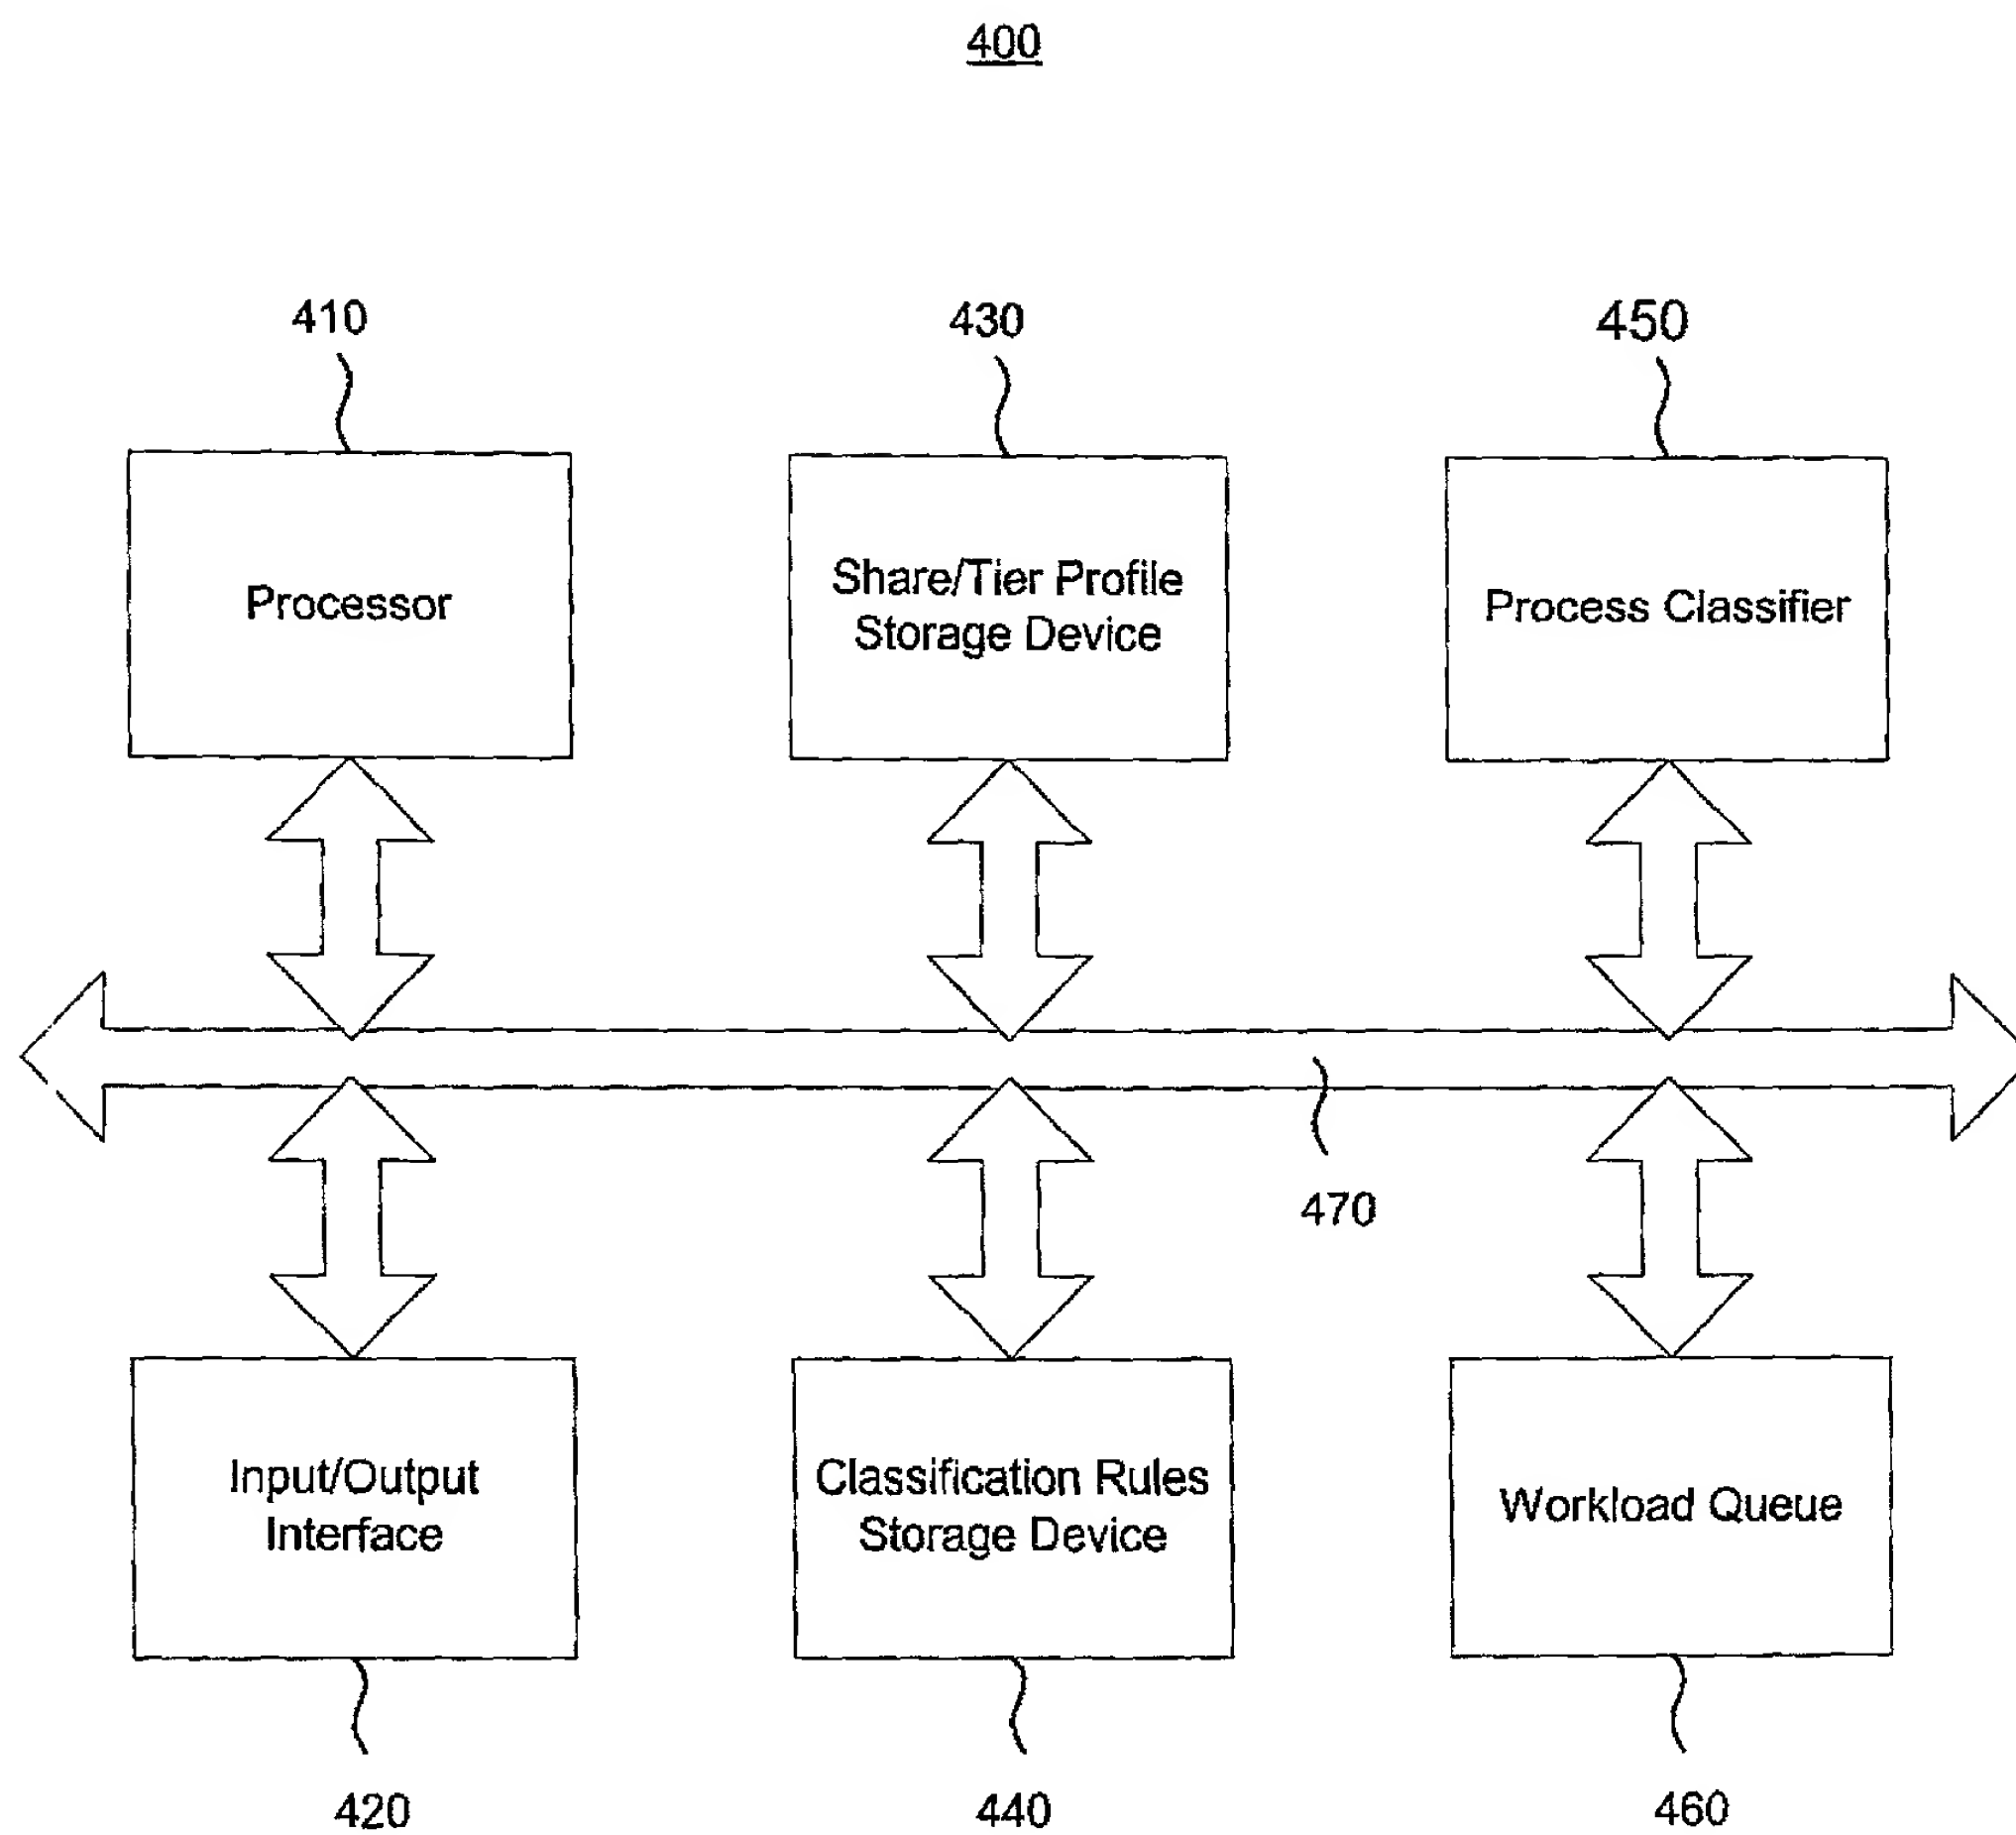 400
410
430
450
Processor
Share/Tier Profile
Storage Device
Process Classifier
470
Input/Output
Interface
Classification Rules
Storage Device
Workload Queue
420
440
460